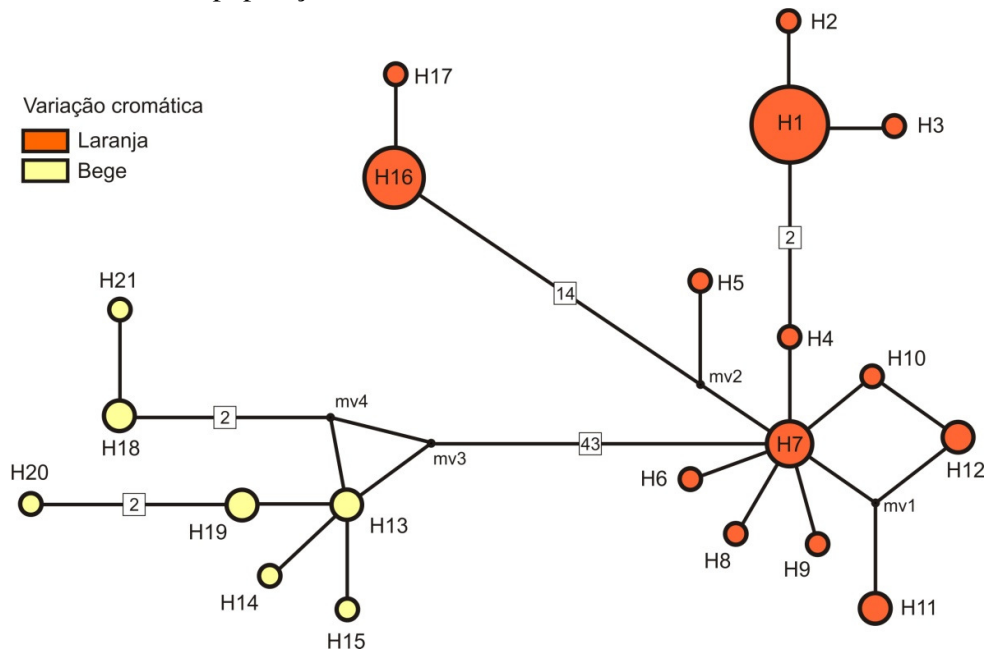 Variação cromática
Laranja
Bege
H2
H17
H1
H3
H16
2
H21
14
H5
H4
H10
mv2
mv4
2
H18
43
H7
H12
mv3
H6
H20
2
H19
H13
mv1
H8
H9
H14
H11
H15